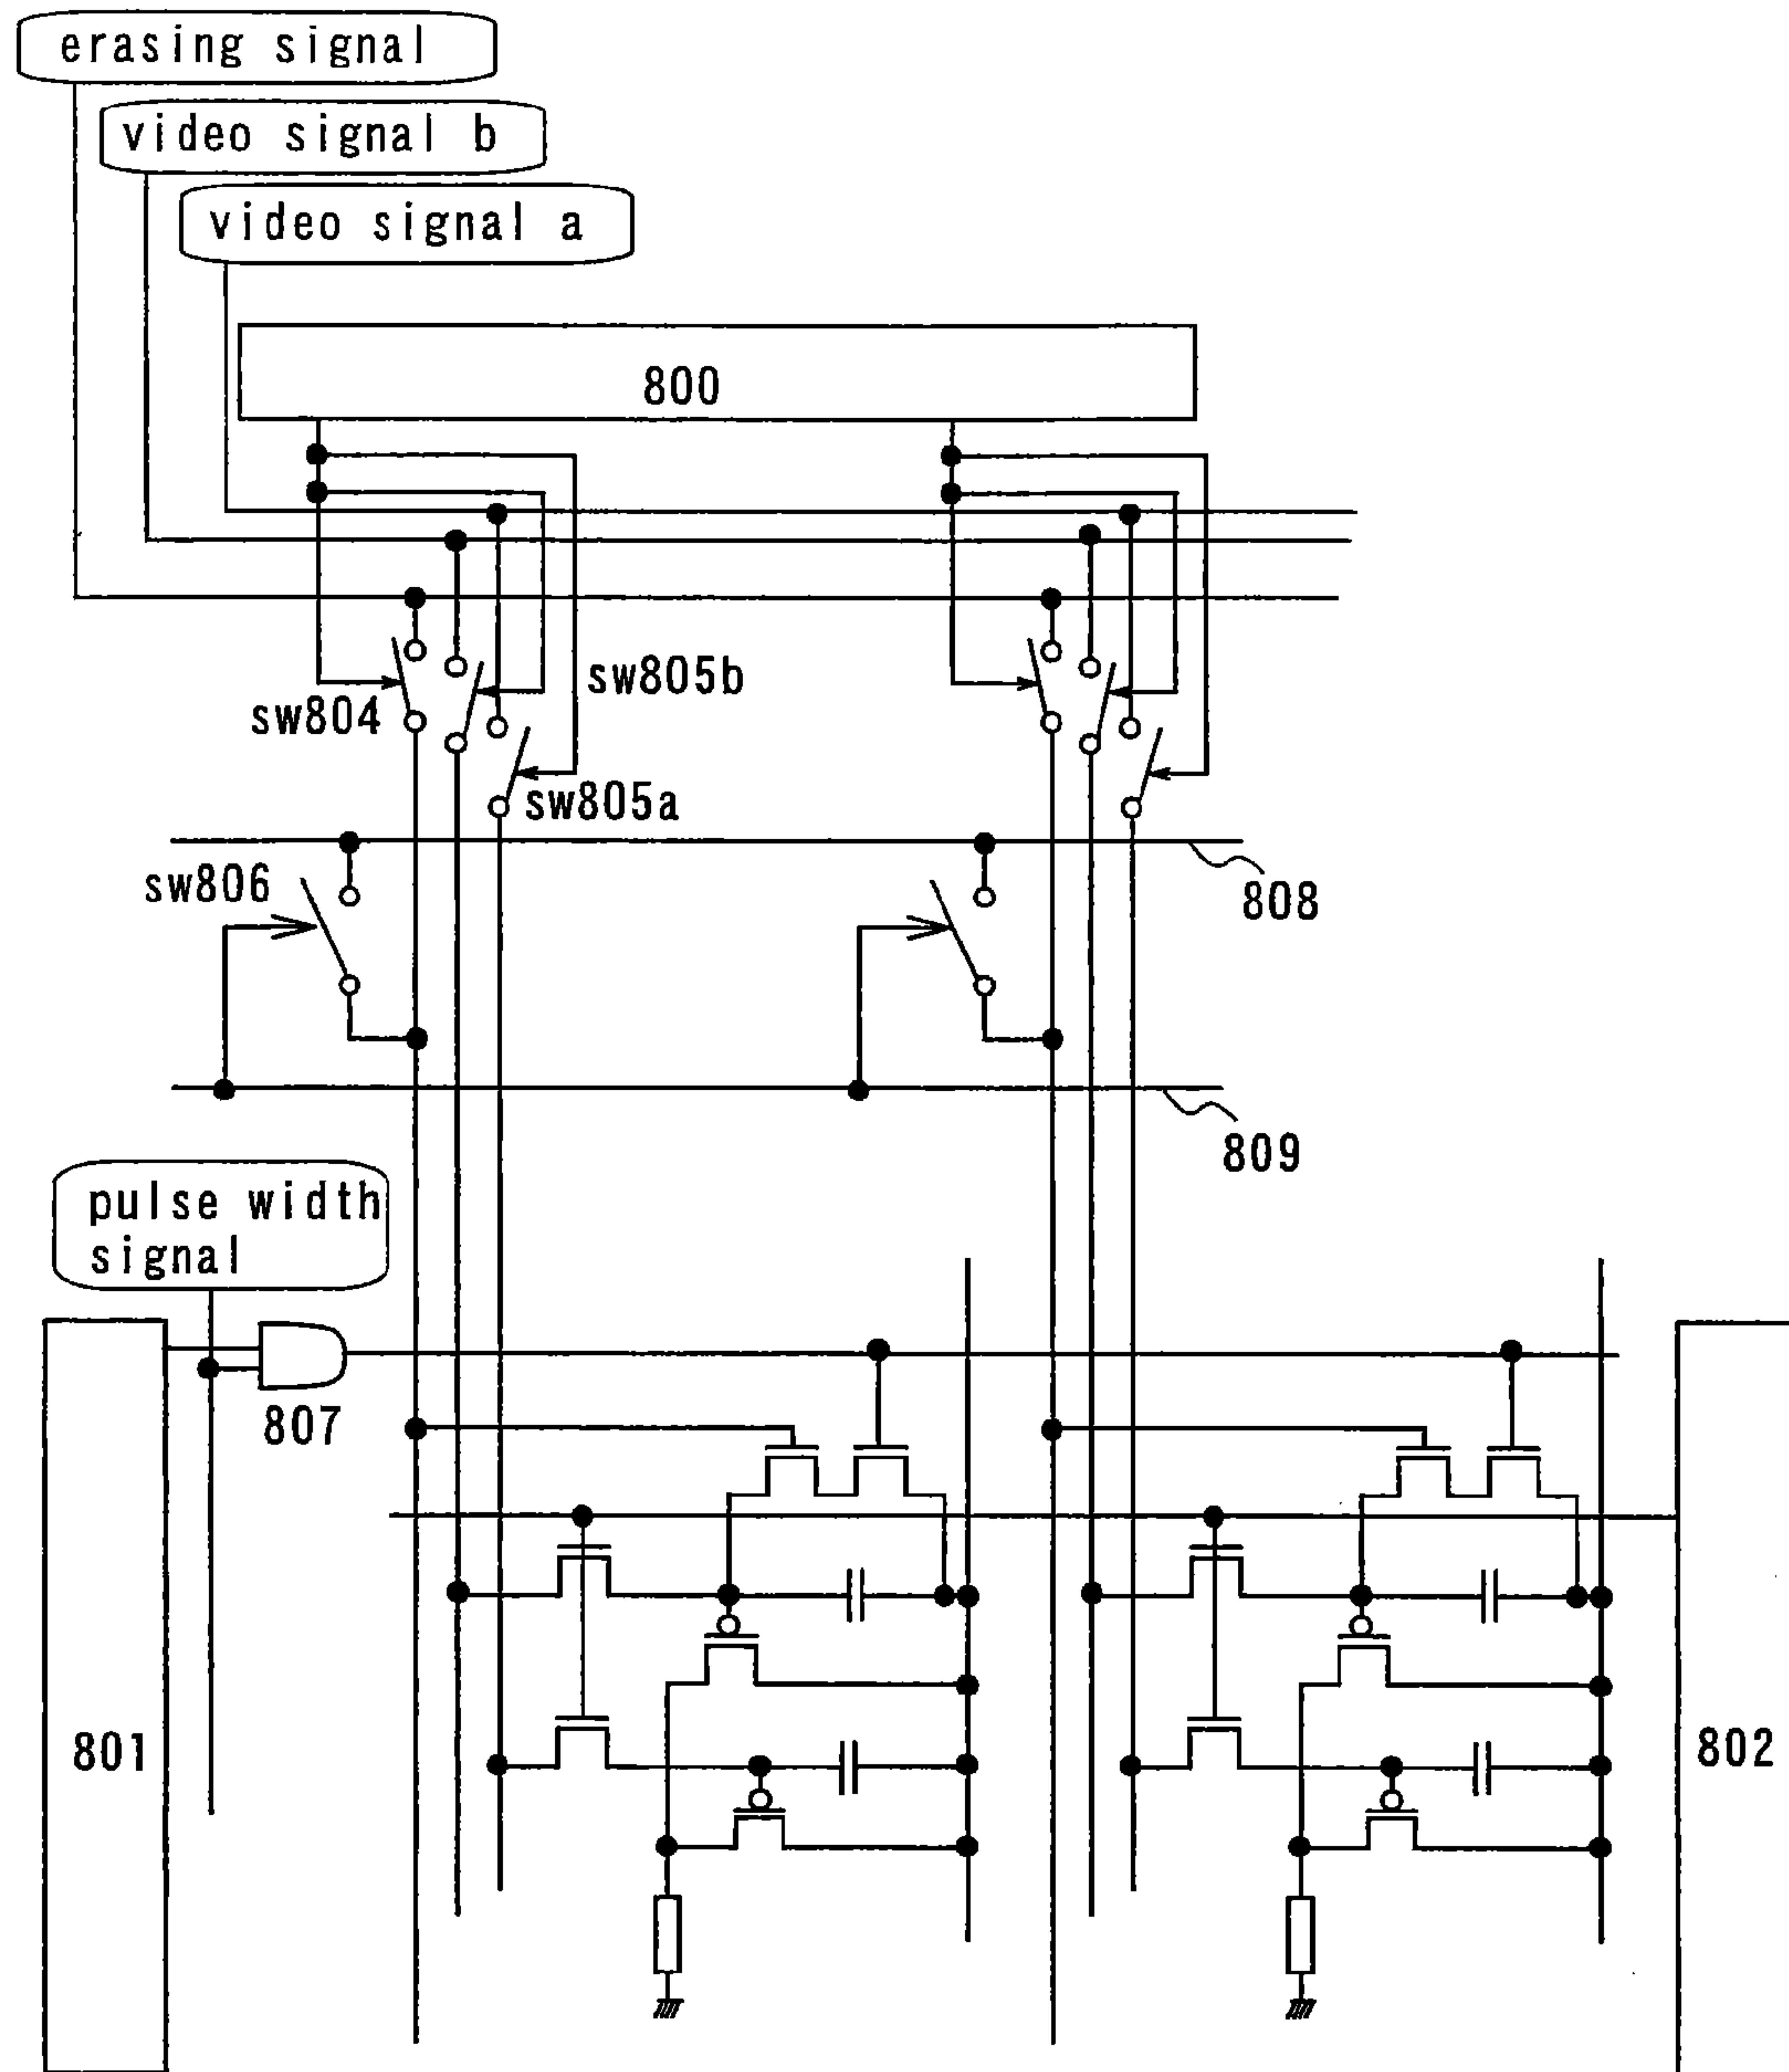 erasing signal
video signal b
video signal a
800
sw805b
sw804
sw805a
sw806
808
809
pulse width
signal
807
801
802